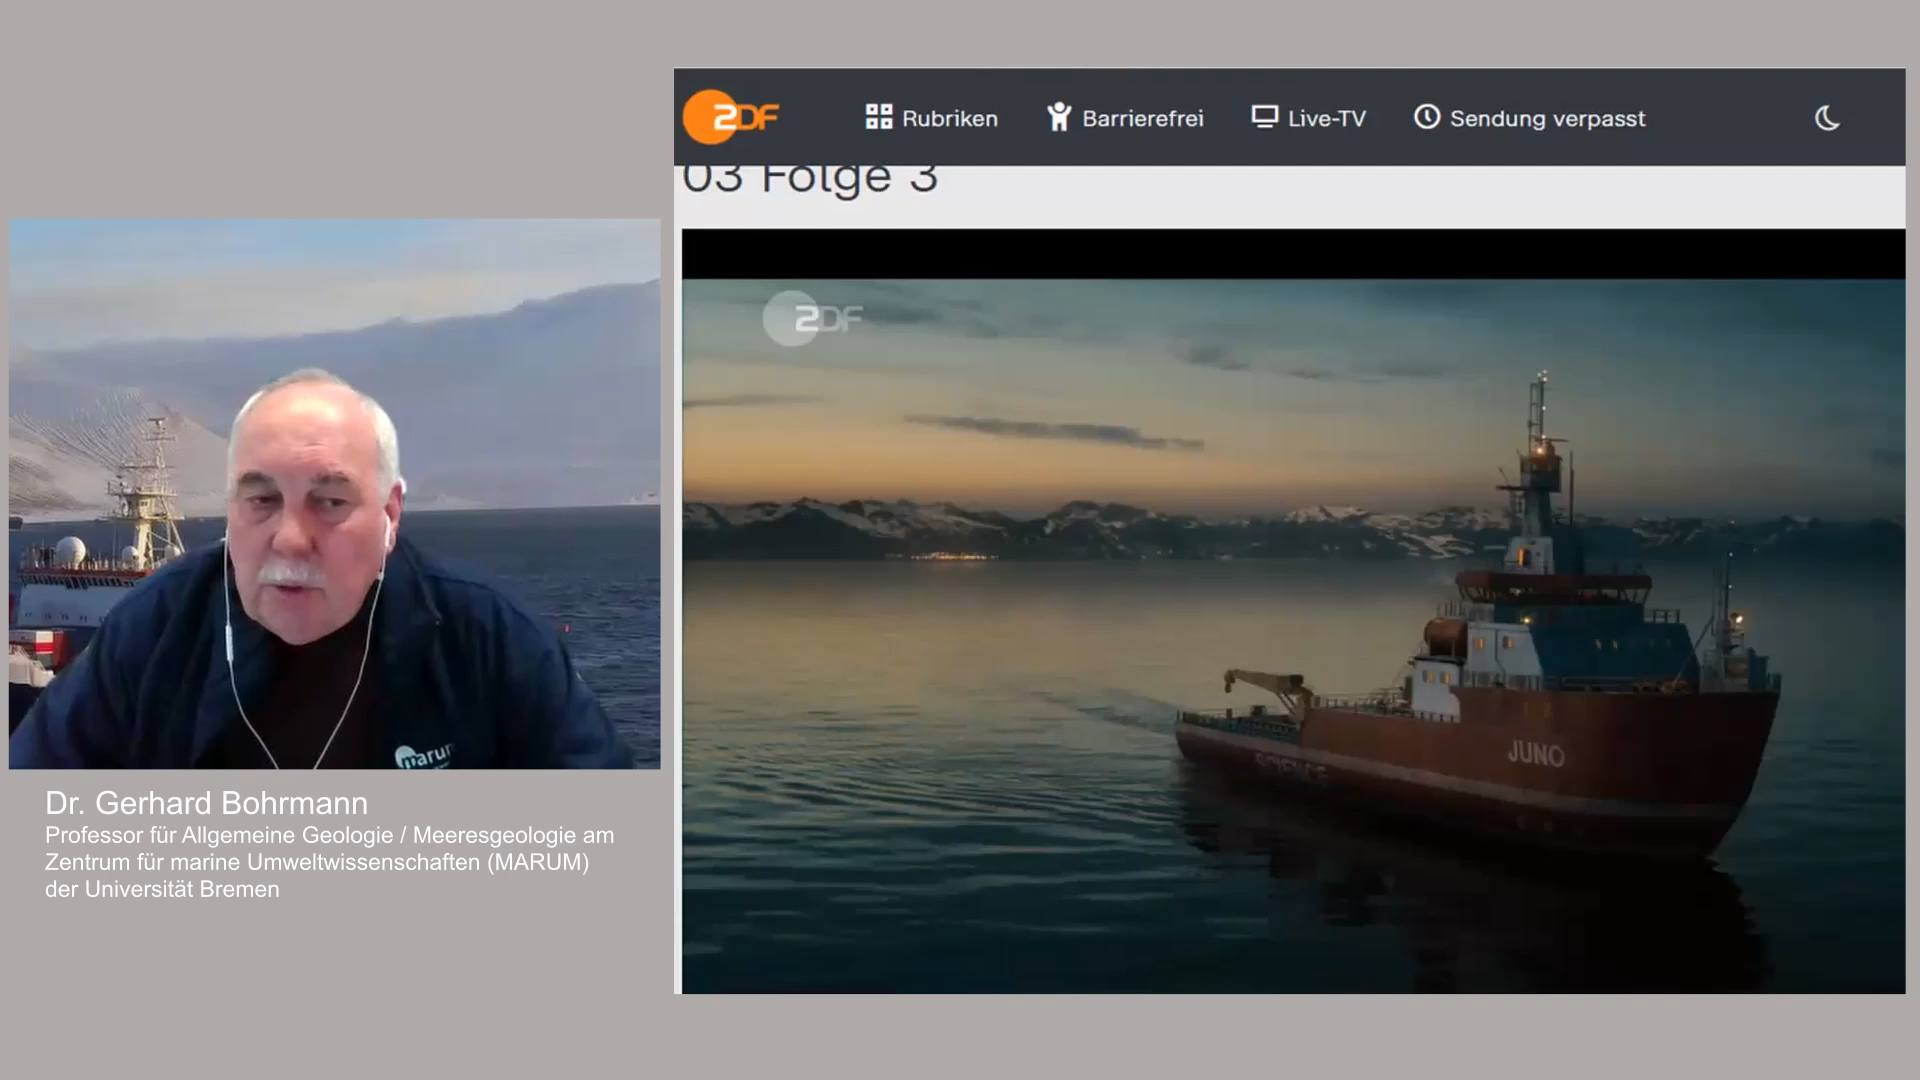 ZDF
Rubriken
Barrierefrei
Live-TV
Sendung verpasst
03 Folge 3
ZDF
JUNO
SCIENCE
marum
Dr. Gerhard Bohrmann
Professor für Allgemeine Geologie / Meeresgeologie am
Zentrum für marine Umweltwissenschaften (MARUM)
der Universität Bremen